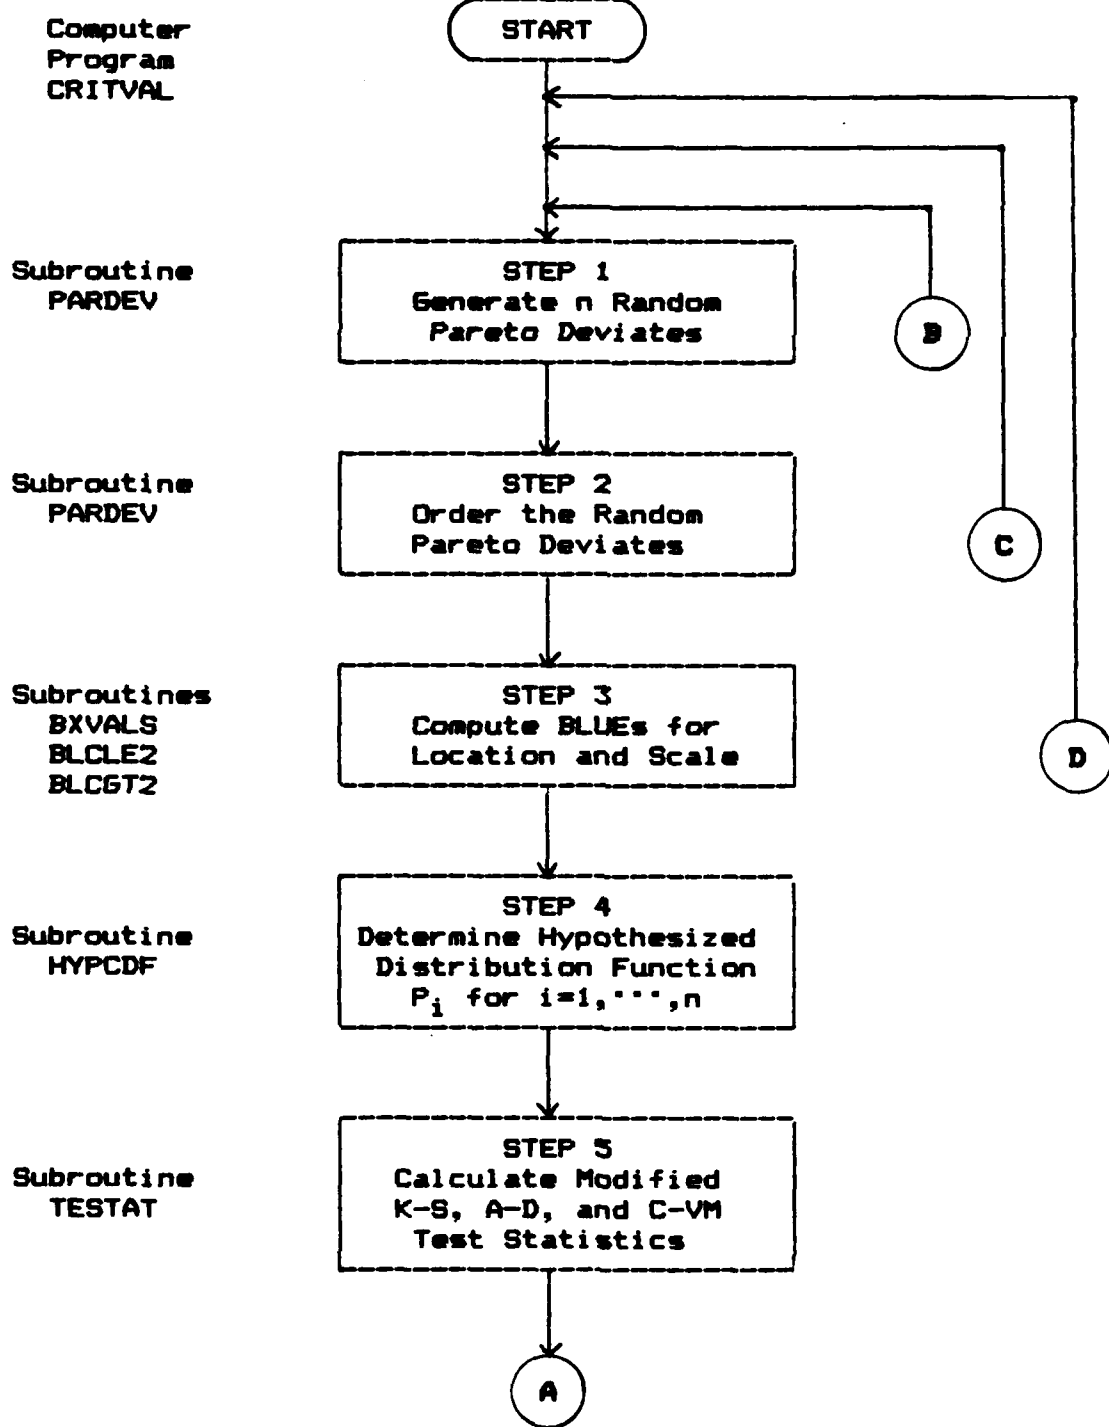 Computer
Program
CRITVAL
START
Subroutine
PARDEV
STEP 1
Generate n Random
Pareto Deviates
B
Subroutine
PARDEV
STEP 2
Order the Random
Pareto Deviates
C
Subroutines
BXVALS
BLCLE2
BLCGT2
STEP 3
Compute BLUEs for
Location and Scale
D
Subroutine
HYPCDF
STEP 4
Determine Hypothesized
Distribution Function
Pi for i=1,···,n
Subroutine
TESTAT
STEP 5
Calculate Modified
K-S, A-D, and C-VM
Test Statistics
A